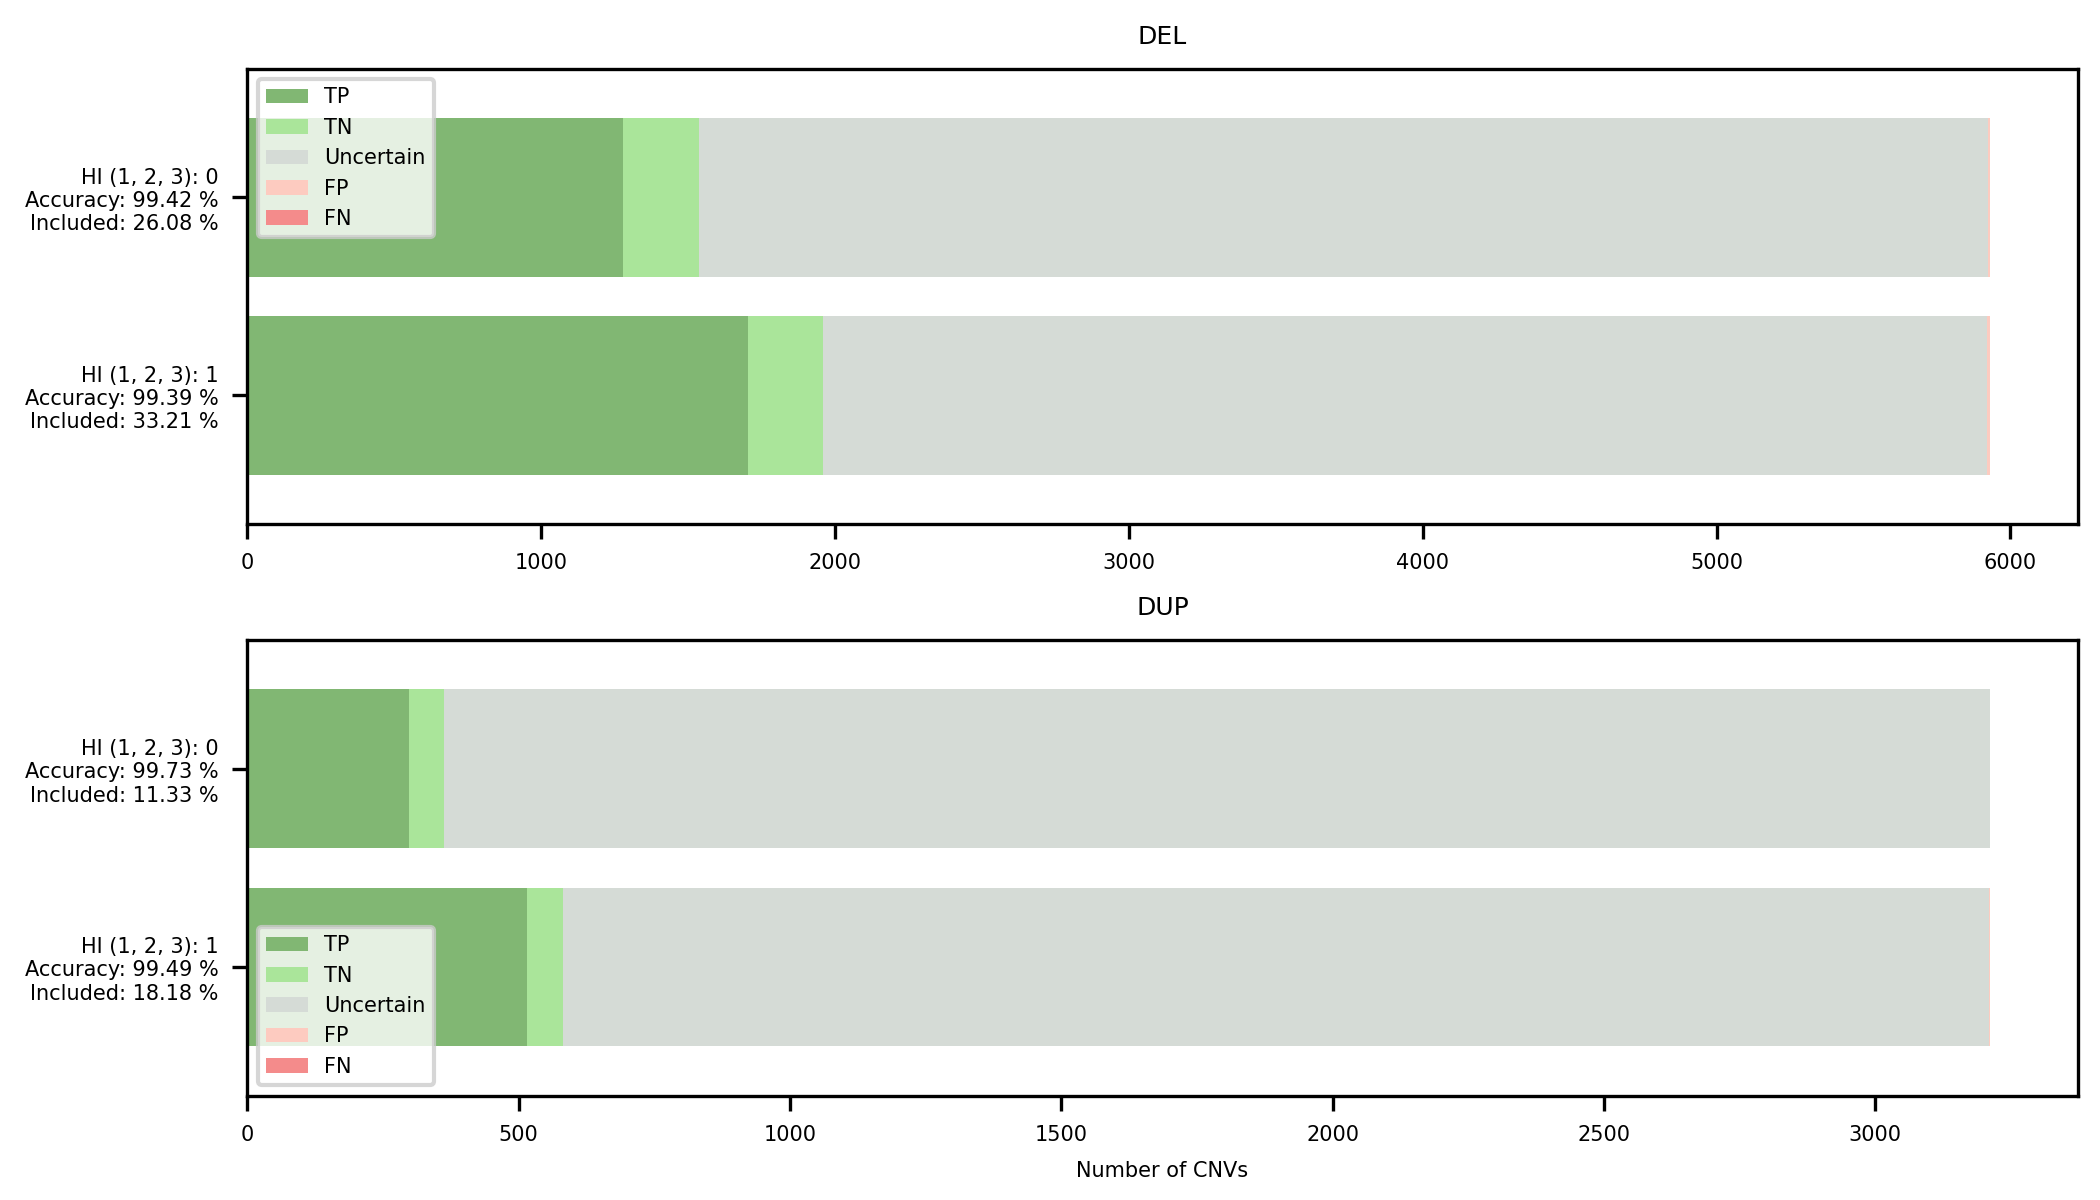 DEL
TP
TN
Uncertain
FP
FN
HI (1, 2, 3): 0
Accuracy: 99.42 %
Included: 26.08 %
HI (1, 2, 3): 1
Accuracy: 99.39 %
Included: 33.21 %
0 1000 2000 3000 4000 5000 6000
DUP
HI (1, 2, 3): 0
Accuracy: 99.73 %
Included: 11.33 %
HI (1, 2, 3): 1
Accuracy: 99.49 %
Included: 18.18 %
TP
TN
Uncertain
FP
FN
0 500 1000 1500 2000 2500 3000
Number of CNVs